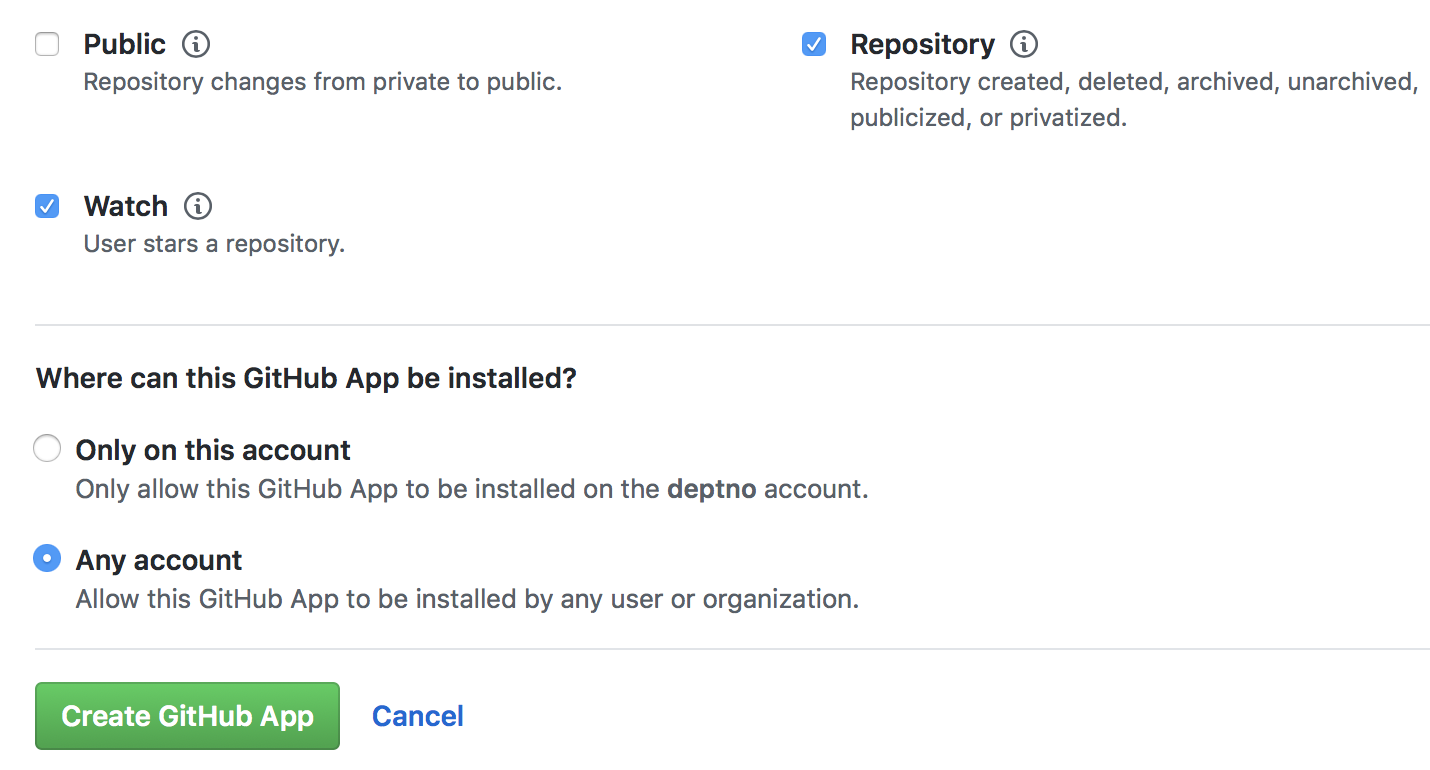 Public
Repository changes from private to public.
Repository
Repository created, deleted, archived, unarchived,
publicized, or privatized.
Watch
User stars a repository.
Where can this GitHub App be installed?
Only on this account
Only allow this GitHub App to be installed on the deptno account.
Any account
Allow this GitHub App to be installed by any user or organization.
Create GitHub App
Cancel